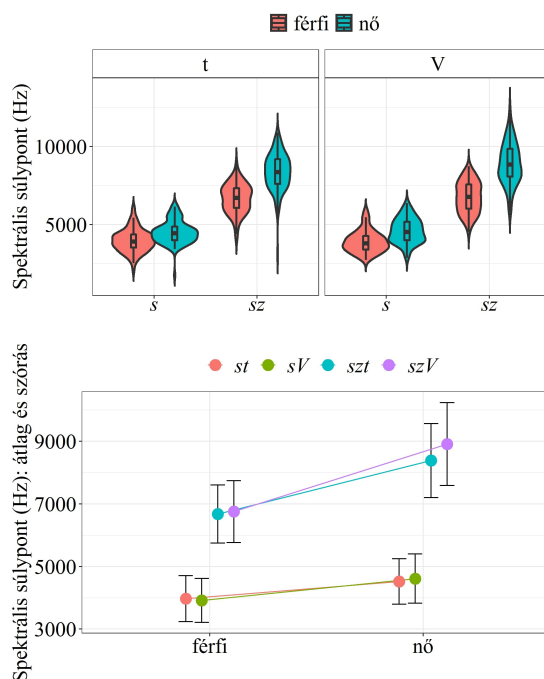 férfi nő
t V
Spektrális súlypont (Hz)
10000
5000
s sz s sz
st sV szt szV
Spektrális súlypont (Hz): átlag és szórás
9000
7000
5000
3000
férfi nő